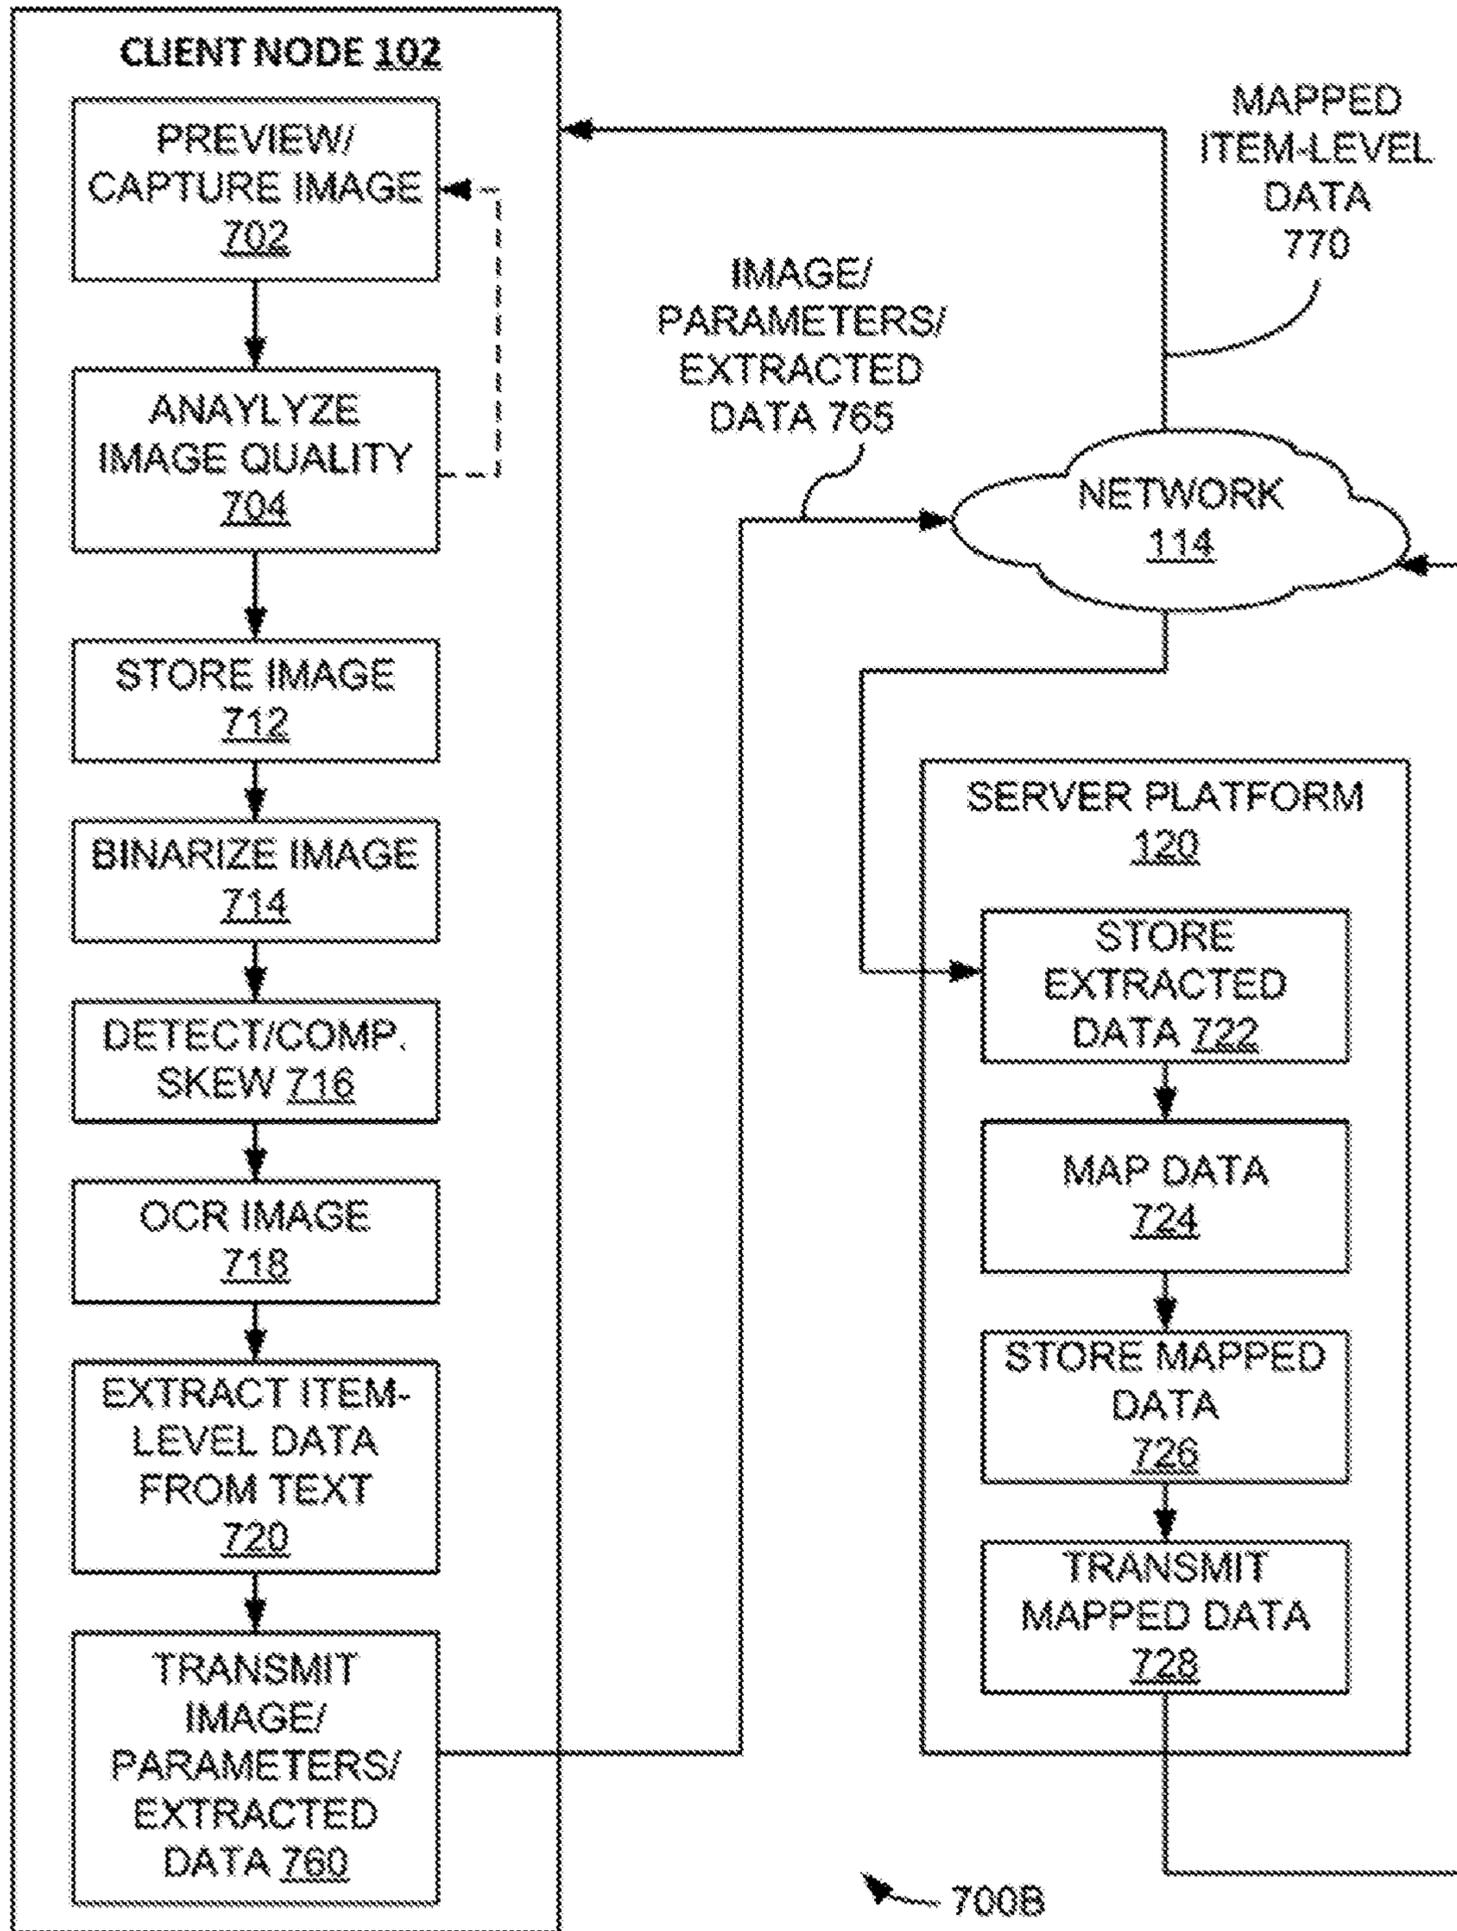 CLIENT NODE 102
PREVIEW/
CAPTURE IMAGE
702
ANAYLYZE
IMAGE QUALITY
704
STORE IMAGE
712
BINARIZE IMAGE
714
DETECT/COMP.
SKEW 716
OCR IMAGE
718
EXTRACT ITEM-
LEVEL DATA
FROM TEXT
720
TRANSMIT
IMAGE/
PARAMETERS/
EXTRACTED
DATA 760
IMAGE/
PARAMETERS/
EXTRACTED
DATA 765
MAPPED
ITEM-LEVEL
DATA
770
NETWORK
114
SERVER PLATFORM
120
STORE
EXTRACTED
DATA 722
MAP DATA
724
STORE MAPPED
DATA
726
TRANSMIT
MAPPED DATA
728
700B